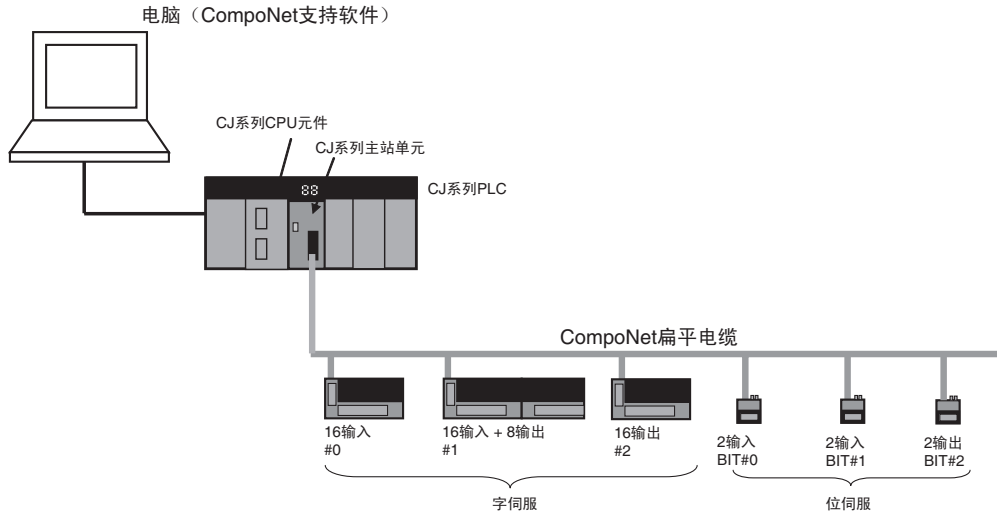 电脑（CompoNet支持软件）
CJ系列CPU元件
CJ系列主站单元
88
CJ系列PLC
CompoNet扁平电缆
16输入
#0
16输入 + 8输出
#1
16输出
#2
2输入
BIT#0
2输入
BIT#1
2输出
BIT#2
字伺服
位伺服